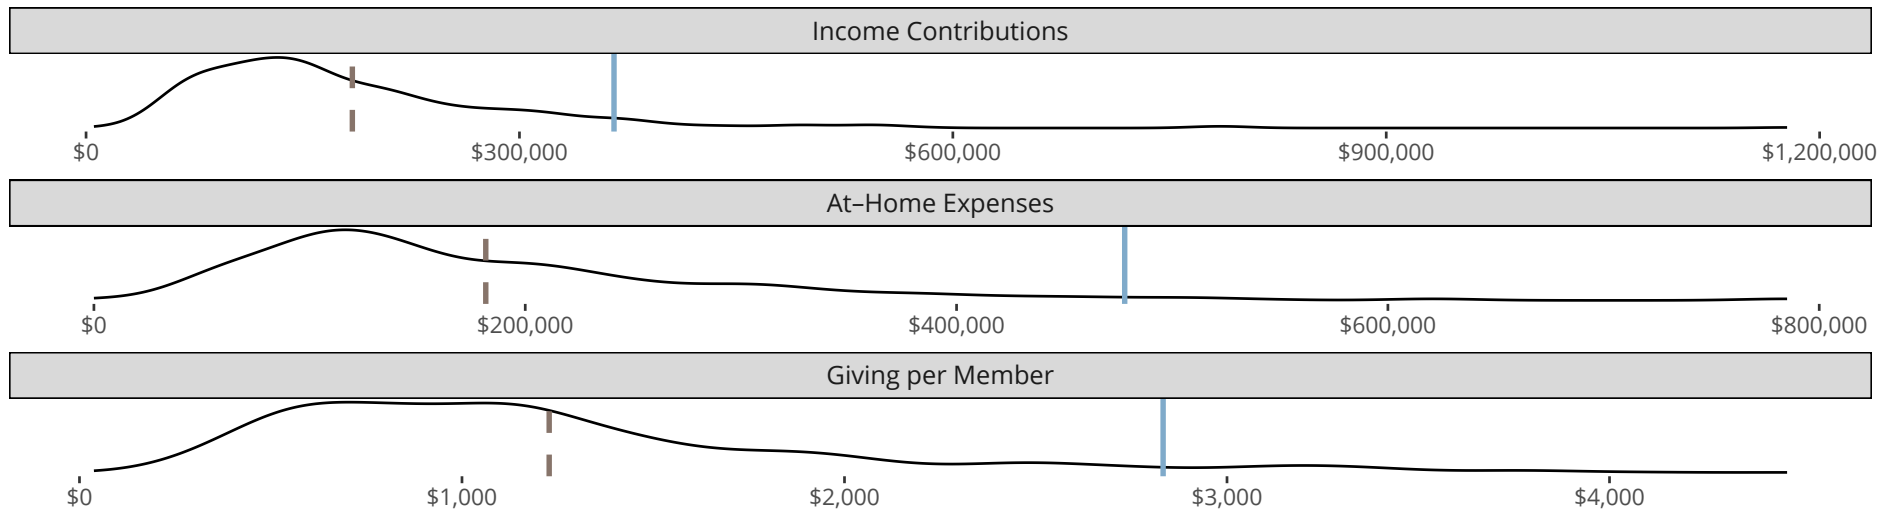 Income Contributions
$0 $300,000 $600,000 $900,000 $1,200,000
At–Home Expenses
$0 $200,000 $400,000 $600,000 $800,000
Giving per Member
$0 $1,000 $2,000 $3,000 $4,000